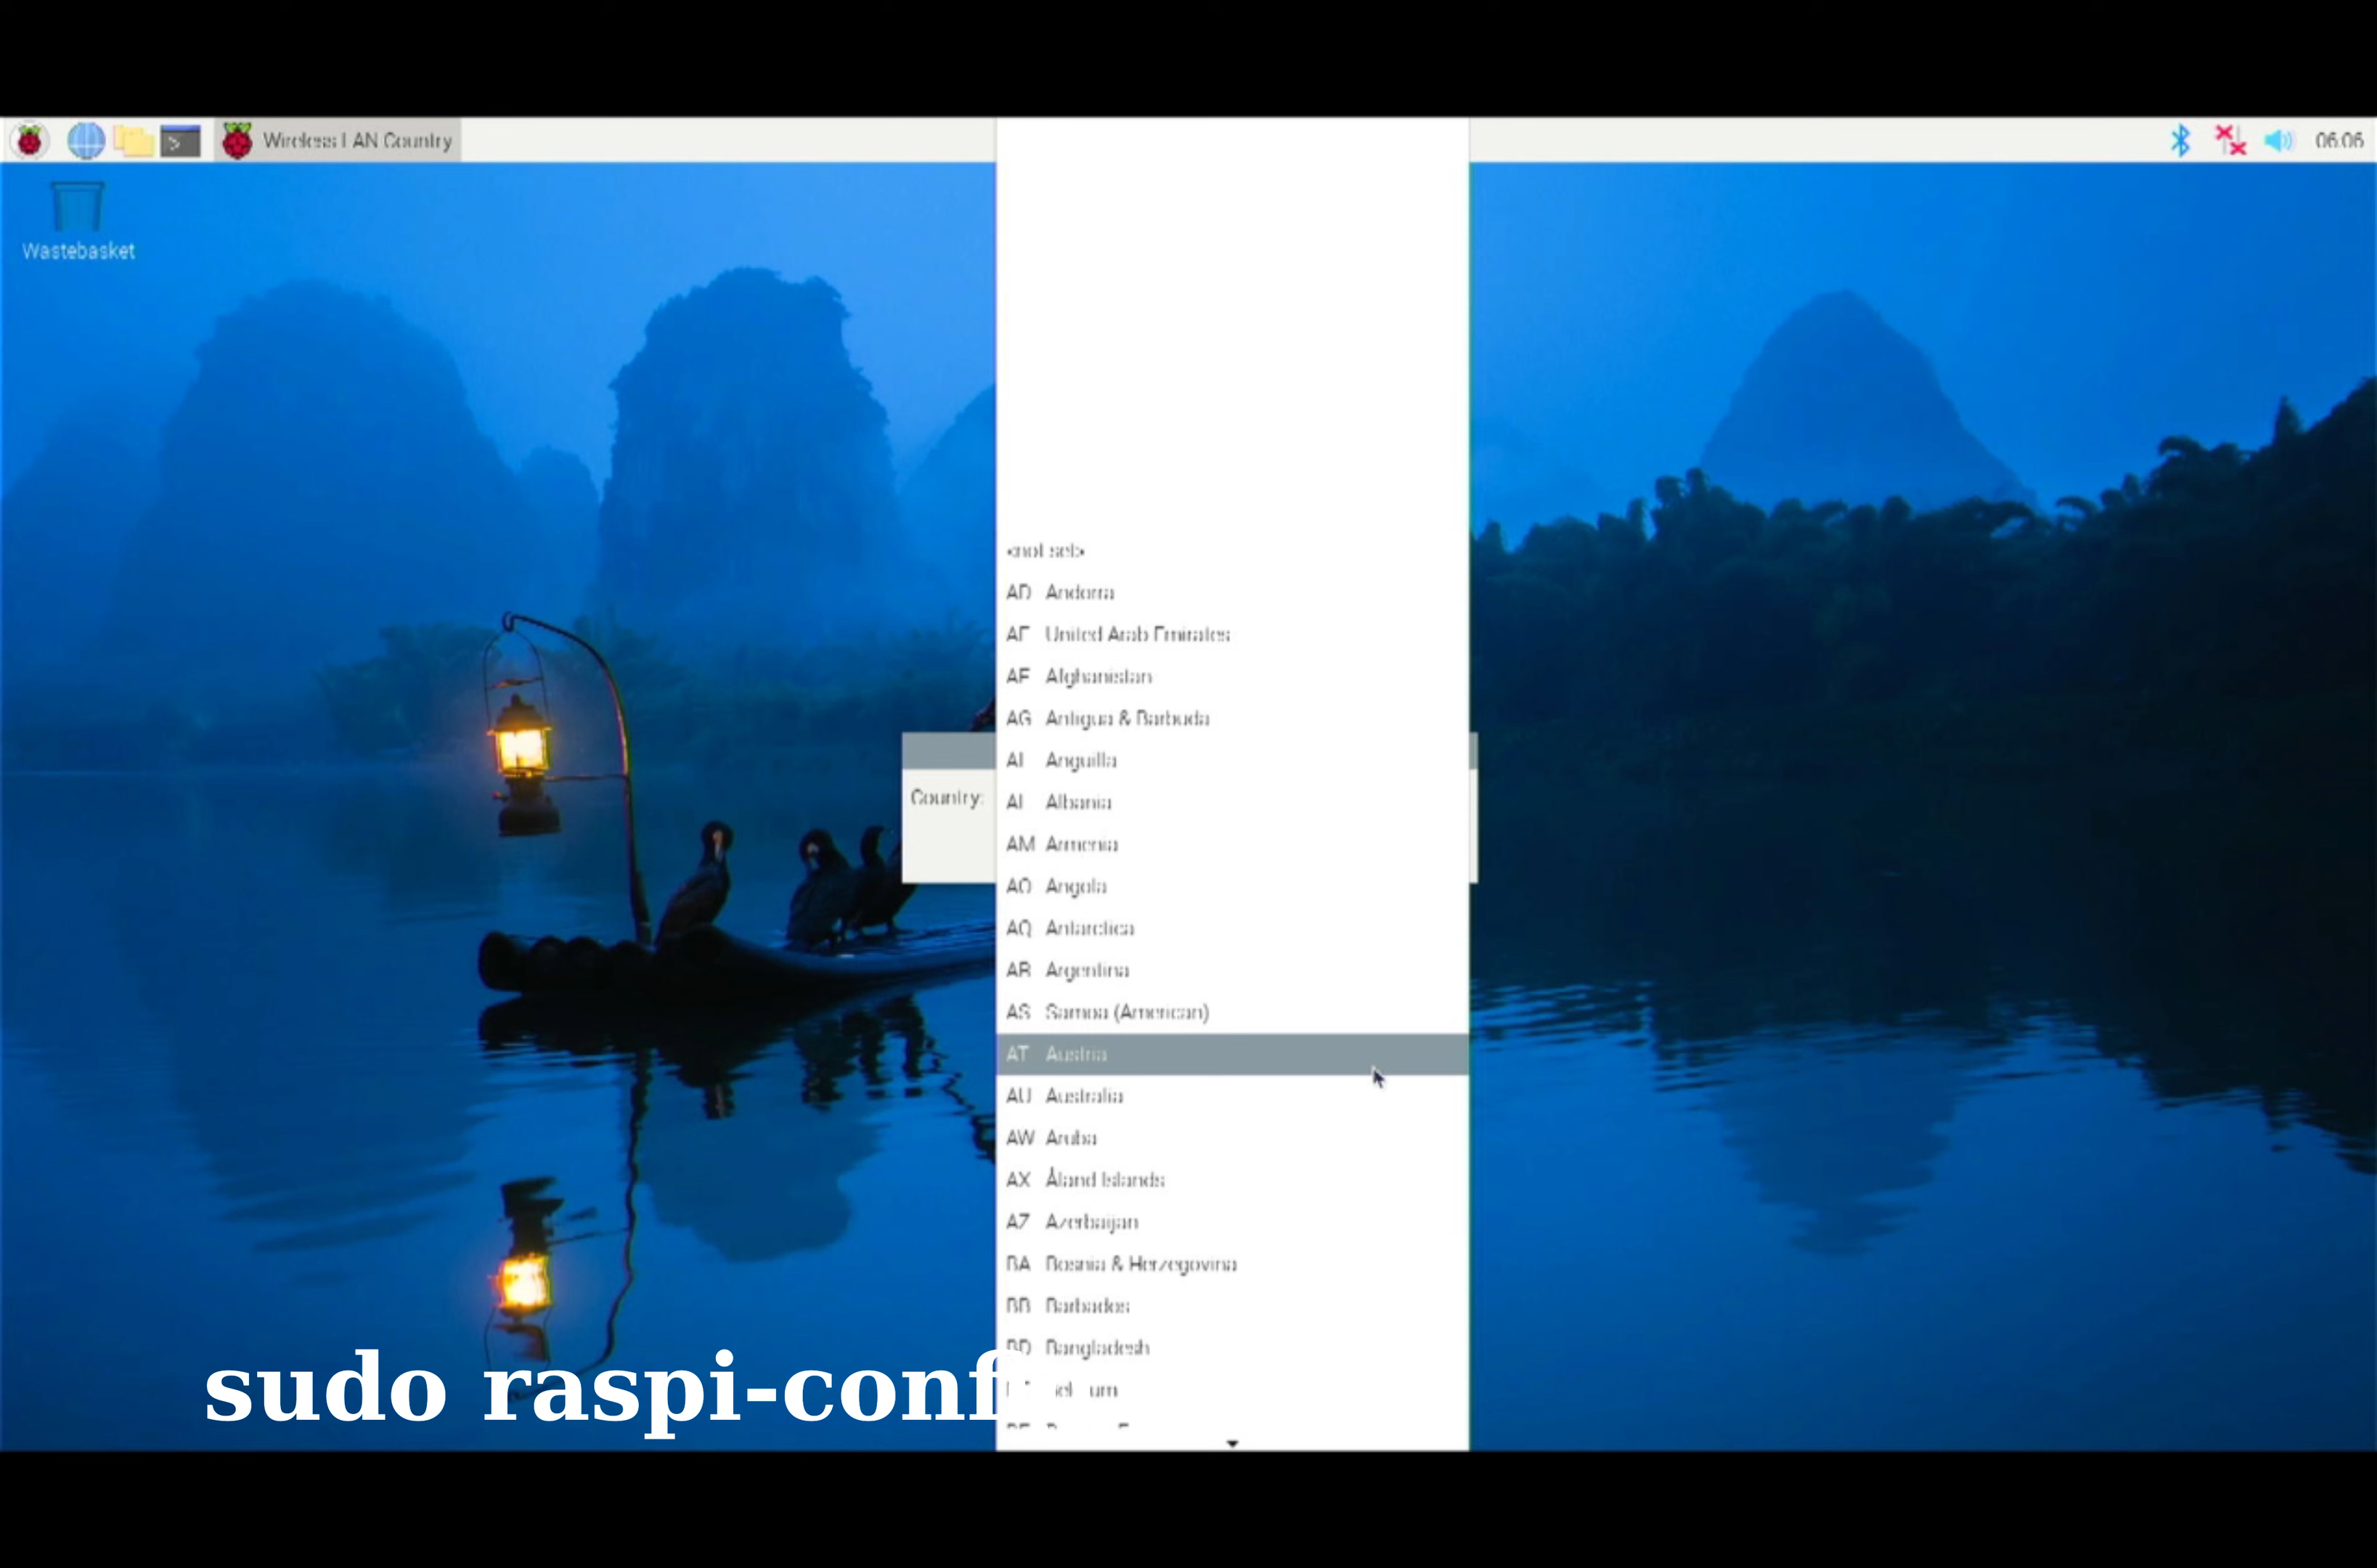 Wireless LAN Country
06:06
Wastebasket
<not set>
AD Andorra
AE United Arab Emirates
AF Afghanistan
AG Antigua & Barbuda
AI Anguilla
Country:
AL Albania
AM Armenia
AO Angola
AQ Antarctica
AR Argentina
AS Samoa (American)
AT Austria
AU Australia
AW Aruba
AX Åland Islands
AZ Azerbaijan
BA Bosnia & Herzegovina
BB Barbados
BD Bangladesh
sudo raspi-conf